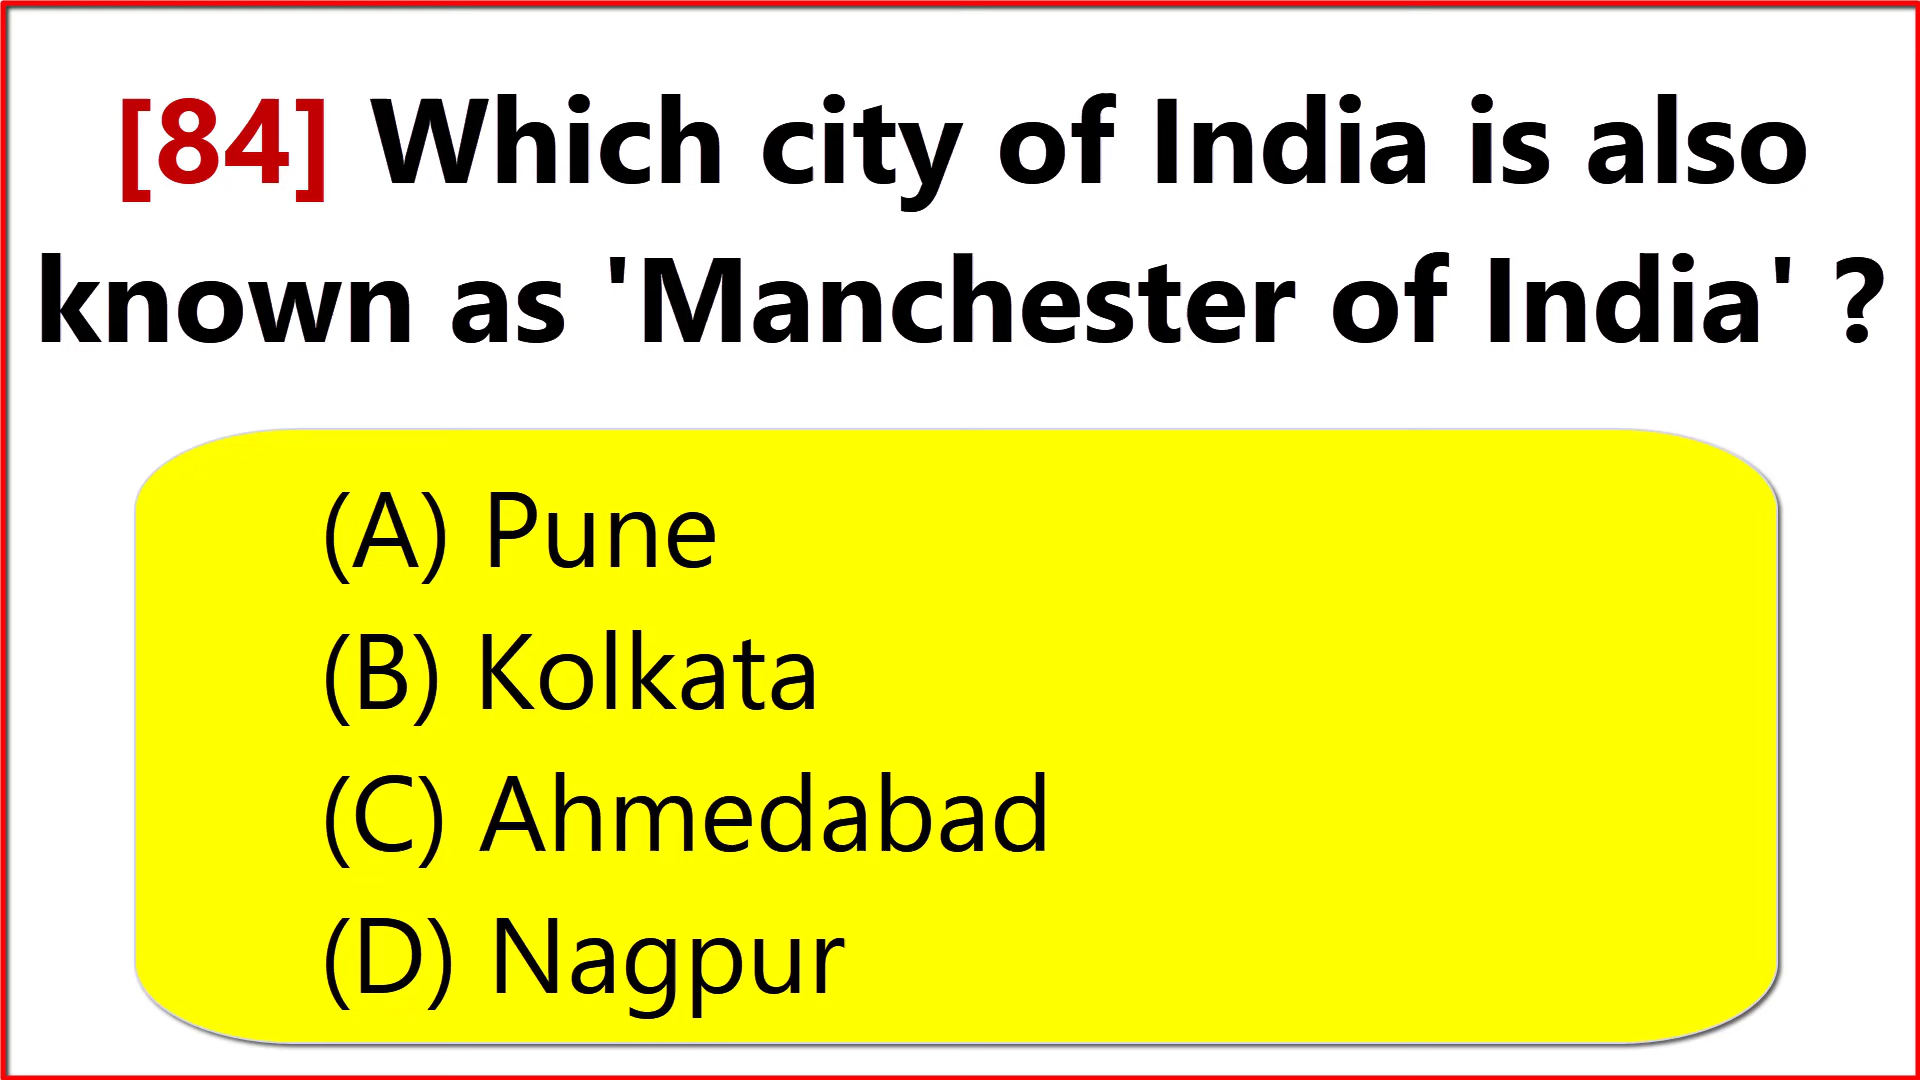 [84] Which city of India is also
known as 'Manchester of India' ?
(A) Pune
(B) Kolkata
(C) Ahmedabad
(D) Nagpur